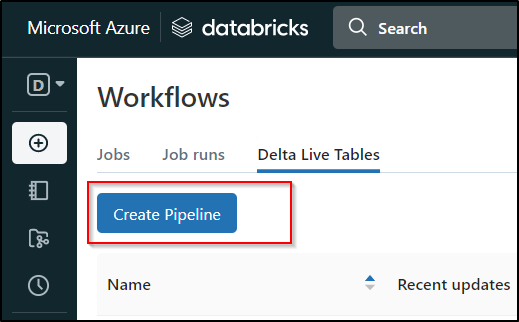 Microsoft Azure databricks Search
D
Workflows
Jobs Job runs Delta Live Tables
Create Pipeline
Name Recent updates